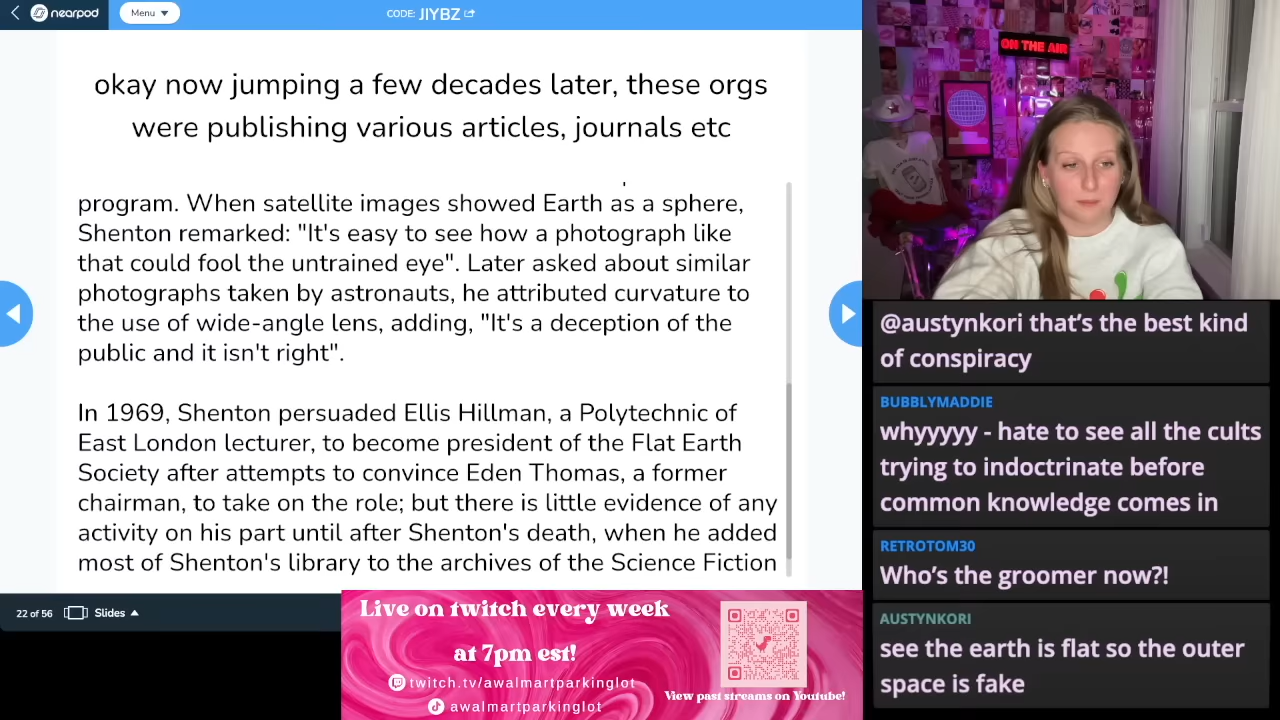 nearpod
Menu
CODE: JIYBZ
okay now jumping a few decades later, these orgs
were publishing various articles, journals etc
program. When satellite images showed Earth as a sphere,
Shenton remarked: "It's easy to see how a photograph like
that could fool the untrained eye". Later asked about similar
photographs taken by astronauts, he attributed curvature to
the use of wide-angle lens, adding, "It's a deception of the
public and it isn't right".
In 1969, Shenton persuaded Ellis Hillman, a Polytechnic of
East London lecturer, to become president of the Flat Earth
Society after attempts to convince Eden Thomas, a former
chairman, to take on the role; but there is little evidence of any
activity on his part until after Shenton's death, when he added
most of Shenton's library to the archives of the Science Fiction
22 of 56
Slides
Live on twitch every week
at 7pm est!
twitch.tv/awalmartparkinglot
awalmartparkinglot
View past streams on Youtube!
ON THE AIR
@austynkori that's the best kind
of conspiracy
BUBBLYMADDIE
whyyyyy - hate to see all the cults
trying to indoctrinate before
common knowledge comes in
RETROTOM30
Who's the groomer now?!
AUSTYNKORI
see the earth is flat so the outer
space is fake